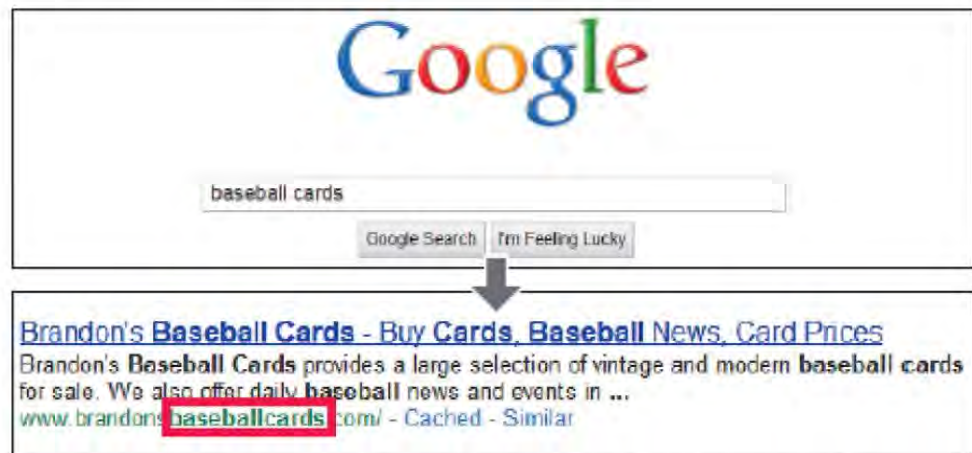 Google
baseball cards
Google Search I'm Feeling Lucky
Brandon's Baseball Cards - Buy Cards, Baseball News, Card Prices
Brandon's Baseball Cards provides a large selection of vintage and modern baseball cards
for sale. We also offer daily baseball news and events in ...
www.brandonsbaseballcards.com/ - Cached - Similar